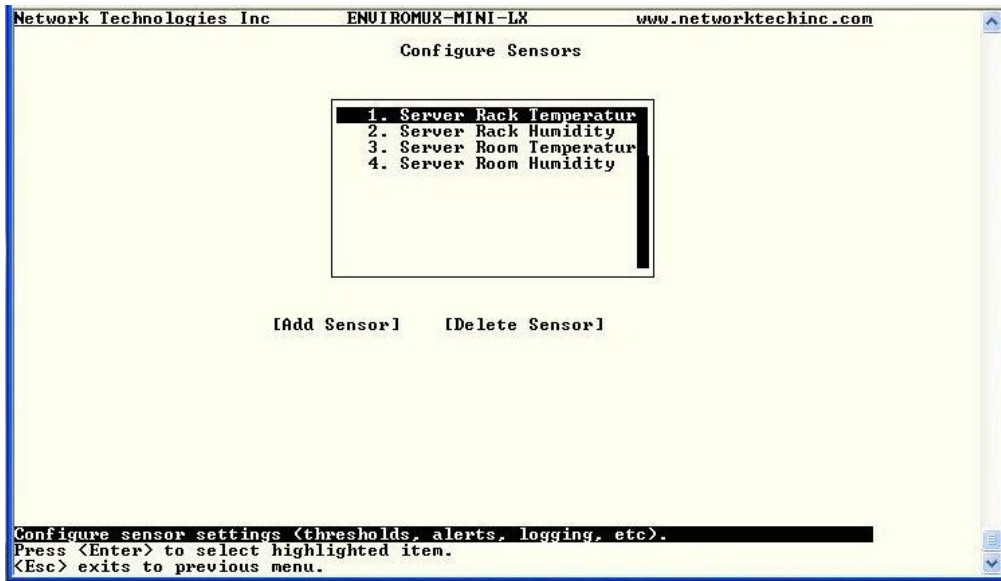 Network Technologies Inc ENVIROMUX-MINI-LX www.networktechinc.com
Configure Sensors
1. Server Rack Temperatur
2. Server Rack Humidity
3. Server Room Temperatur
4. Server Room Humidity
[Add Sensor] [Delete Sensor]
Configure sensor settings (thresholds, alerts, logging, etc).
Press <Enter> to select highlighted item.
<Esc> exits to previous menu.